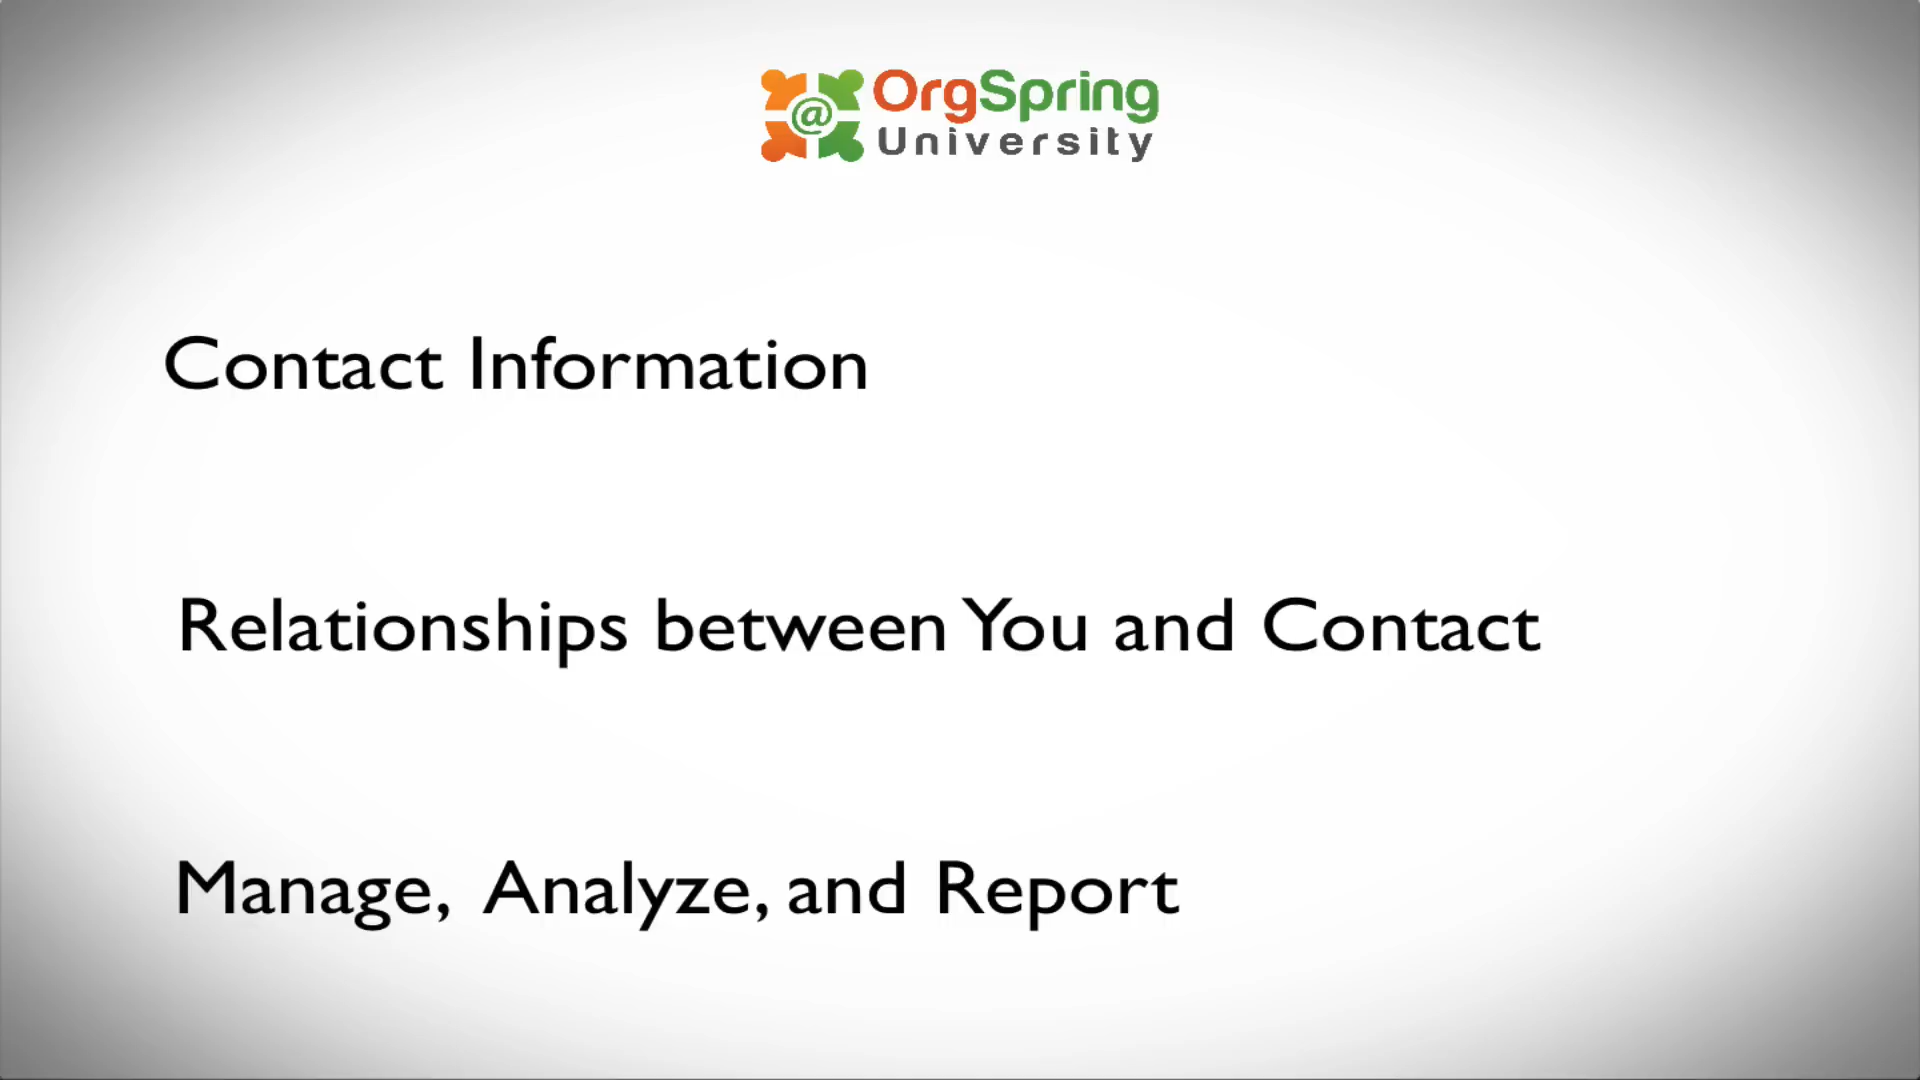 @ OrgSpring
University
Contact Information
Relationships between You and Contact
Manage, Analyze, and Report